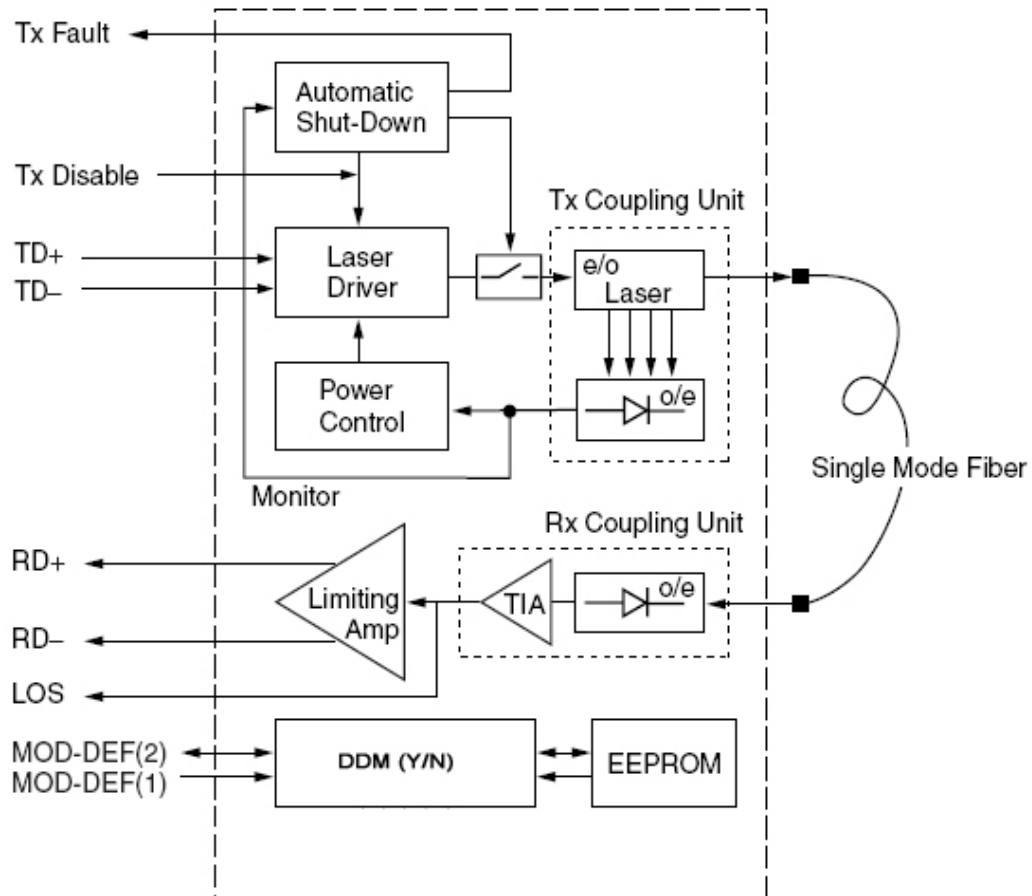 Tx Fault
Automatic
Shut-Down
Tx Disable
Tx Coupling Unit
TD+
TD–
Laser
Driver
e/o
Laser
Power
Control
o/e
Single Mode Fiber
Monitor
Rx Coupling Unit
RD+
RD–
Limiting
Amp
TIA
o/e
LOS
MOD-DEF(2)
MOD-DEF(1)
DDM (Y/N)
EEPROM